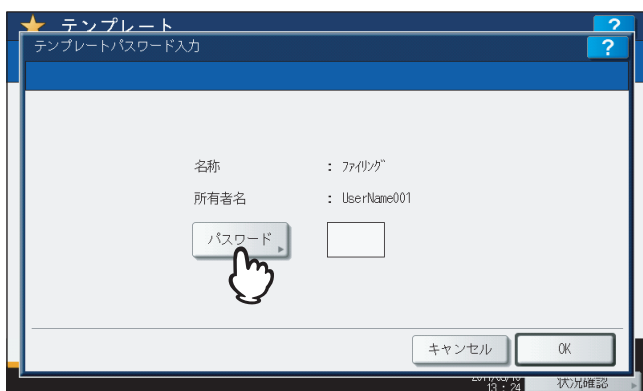 テンプレート ?
テンプレートパスワード入力 ?
名称 : ﾌｧｲﾘﾝｸﾞ
所有者名 : UserName001
パスワード
キャンセル OK
13:24 状況確認